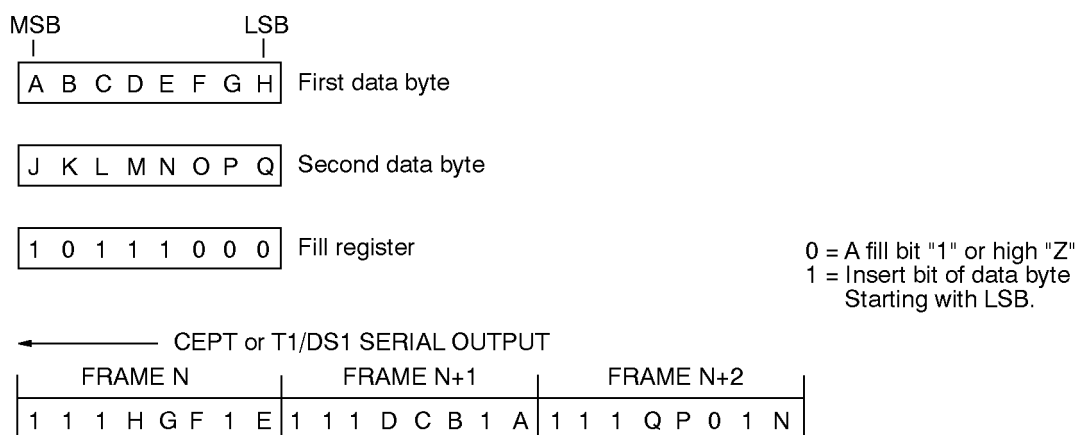 MSB LSB
A B C D E F G H First data byte
J K L M N O P Q Second data byte
1 0 1 1 1 0 0 0 Fill register
0 = A fill bit "1" or high "Z"
1 = Insert bit of data byte
Starting with LSB.
CEPT or T1/DS1 SERIAL OUTPUT
FRAME N FRAME N+1 FRAME N+2
1 1 1 H G F 1 E 1 1 1 D C B 1 A 1 1 1 Q P 0 1 N